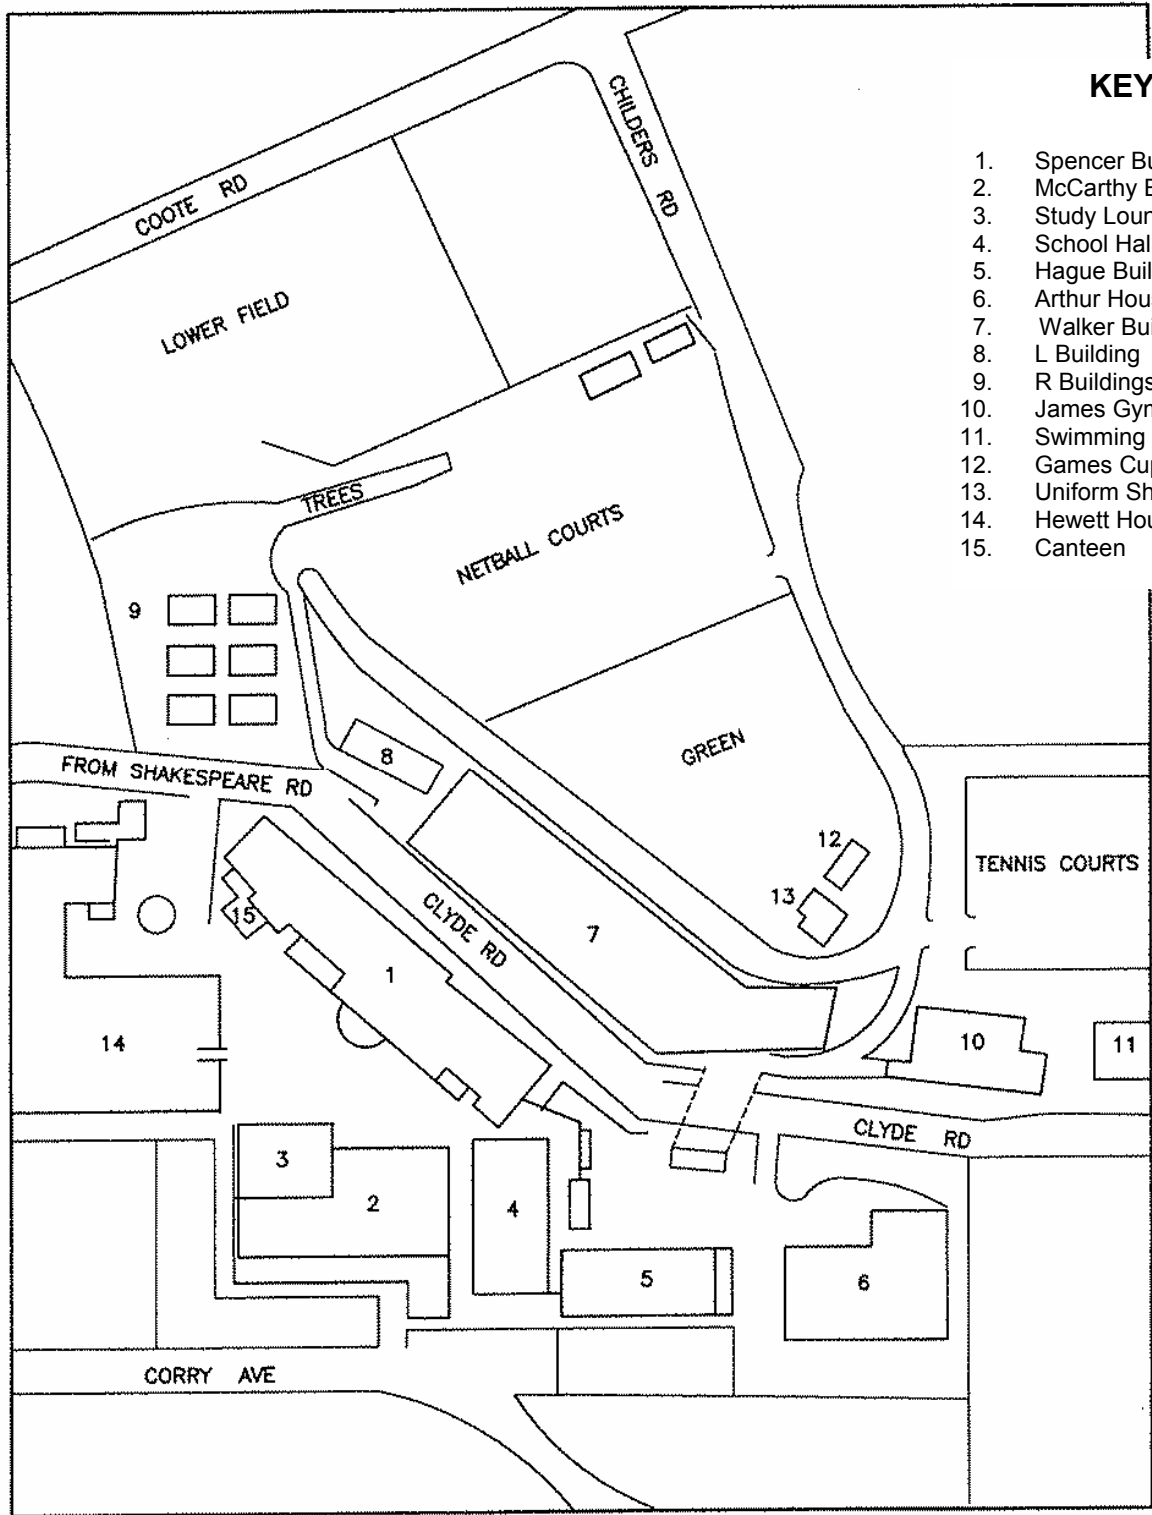 KEY
1. Spencer Bu
2. McCarthy
3. Study Loun
4. School Hal
5. Hague Buil
6. Arthur Hou
7. Walker Bui
8. L Building
9. R Buildings
10. James Gym
11. Swimming
12. Games Cup
13. Uniform Sh
14. Hewett Hou
15. Canteen
CHILDERS RD
COOTE RD
LOWER FIELD
TREES
NETBALL COURTS
9
GREEN
8
FROM SHAKESPEARE RD
12
TENNIS COURTS
13
15
CLYDE RD
7
1
14
10
11
CLYDE RD
3
2
4
5
6
CORRY AVE